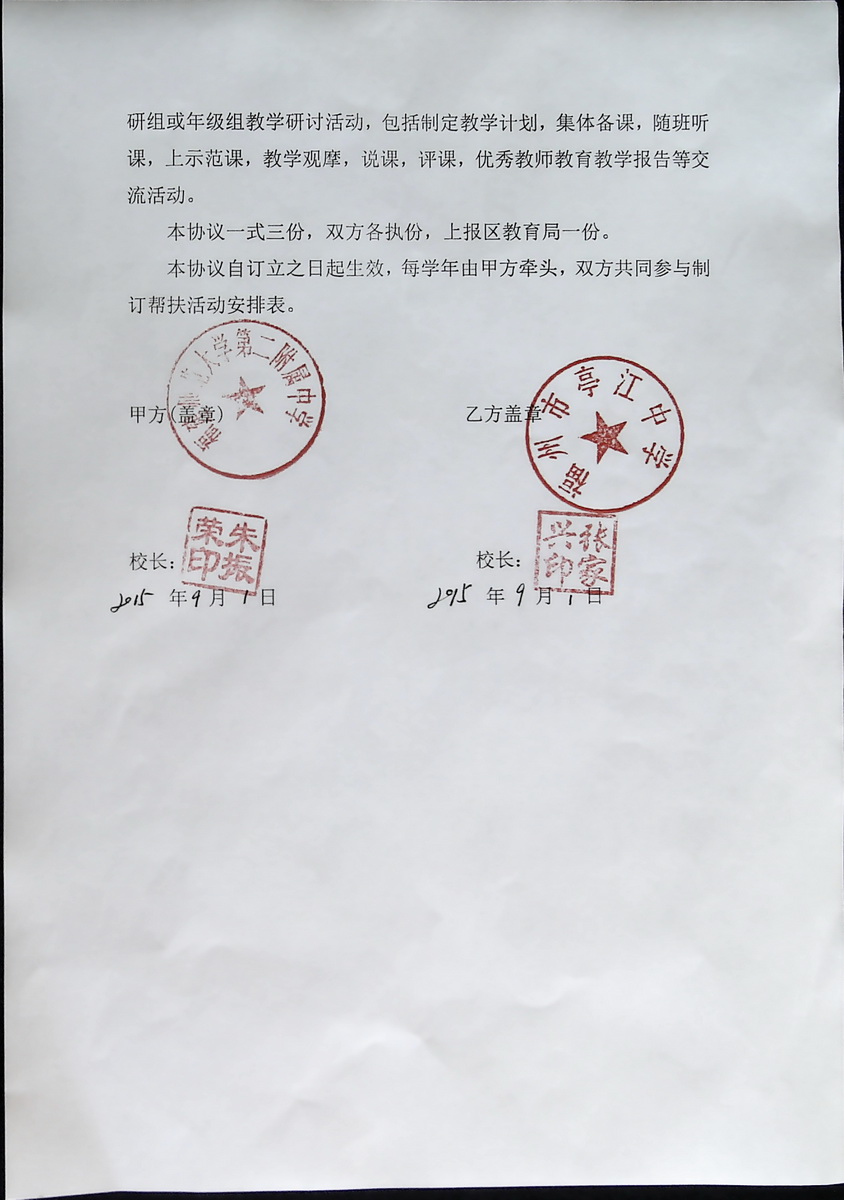 研组或年级组教学研讨活动，包括制定教学计划，集体备课，随班听
课，上示范课，教学观摩，说课，评课，优秀教师教育教学报告等交
流活动。
本协议一式三份，双方各执份，上报区教育局一份。
本协议自订立之日起生效，每学年由甲方牵头，双方共同参与制
订帮扶活动安排表。
大学第二附属中学
甲方(盖章)
福州市亭江中学
乙方盖章
校长：
朱振荣印
校长：
张家兴印
2015 年 9 月 1 日
2015 年 9 月 1 日